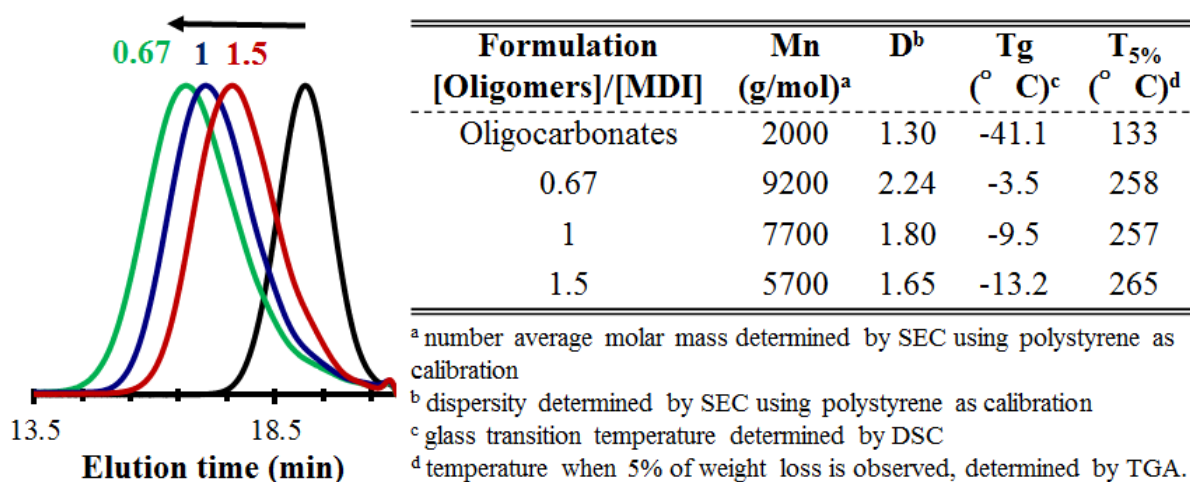 0.67 1 1.5
13.5 18.5
Elution time (min)
Formulation Mn Dᵇ Tg T5%
[Oligomers]/[MDI] (g/mol)ᵃ (° C)ᶜ (° C)ᵈ
Oligocarbonates 2000 1.30 -41.1 133
0.67 9200 2.24 -3.5 258
1 7700 1.80 -9.5 257
1.5 5700 1.65 -13.2 265
ᵃ number average molar mass determined by SEC using polystyrene as
calibration
ᵇ dispersity determined by SEC using polystyrene as calibration
ᶜ glass transition temperature determined by DSC
ᵈ temperature when 5% of weight loss is observed, determined by TGA.